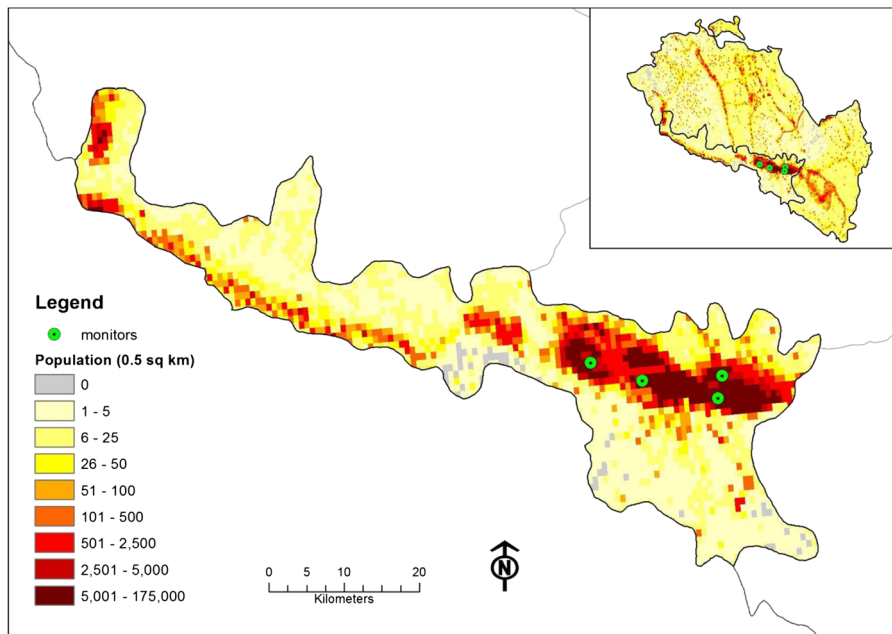 Legend
monitors
Population (0.5 sq km)
0
1 - 5
6 - 25
26 - 50
51 - 100
101 - 500
501 - 2,500
2,501 - 5,000
5,001 - 175,000
0 5 10 20
Kilometers
N